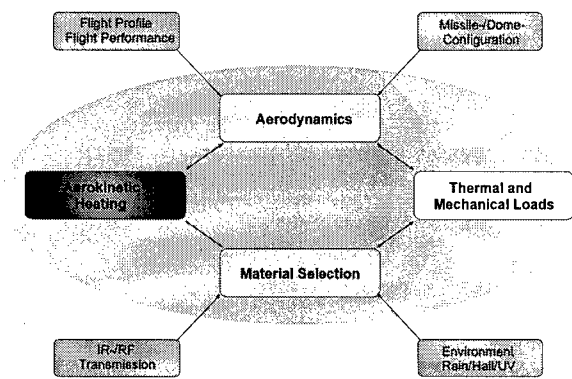 Flight Profile
Flight Performance
Missile-/Dome-
Configuration
Aerodynamics
Aerokinetic
Heating
Thermal and
Mechanical Loads
Material Selection
IR-/RF
Transmission
Environment
Rain/Hail/UV